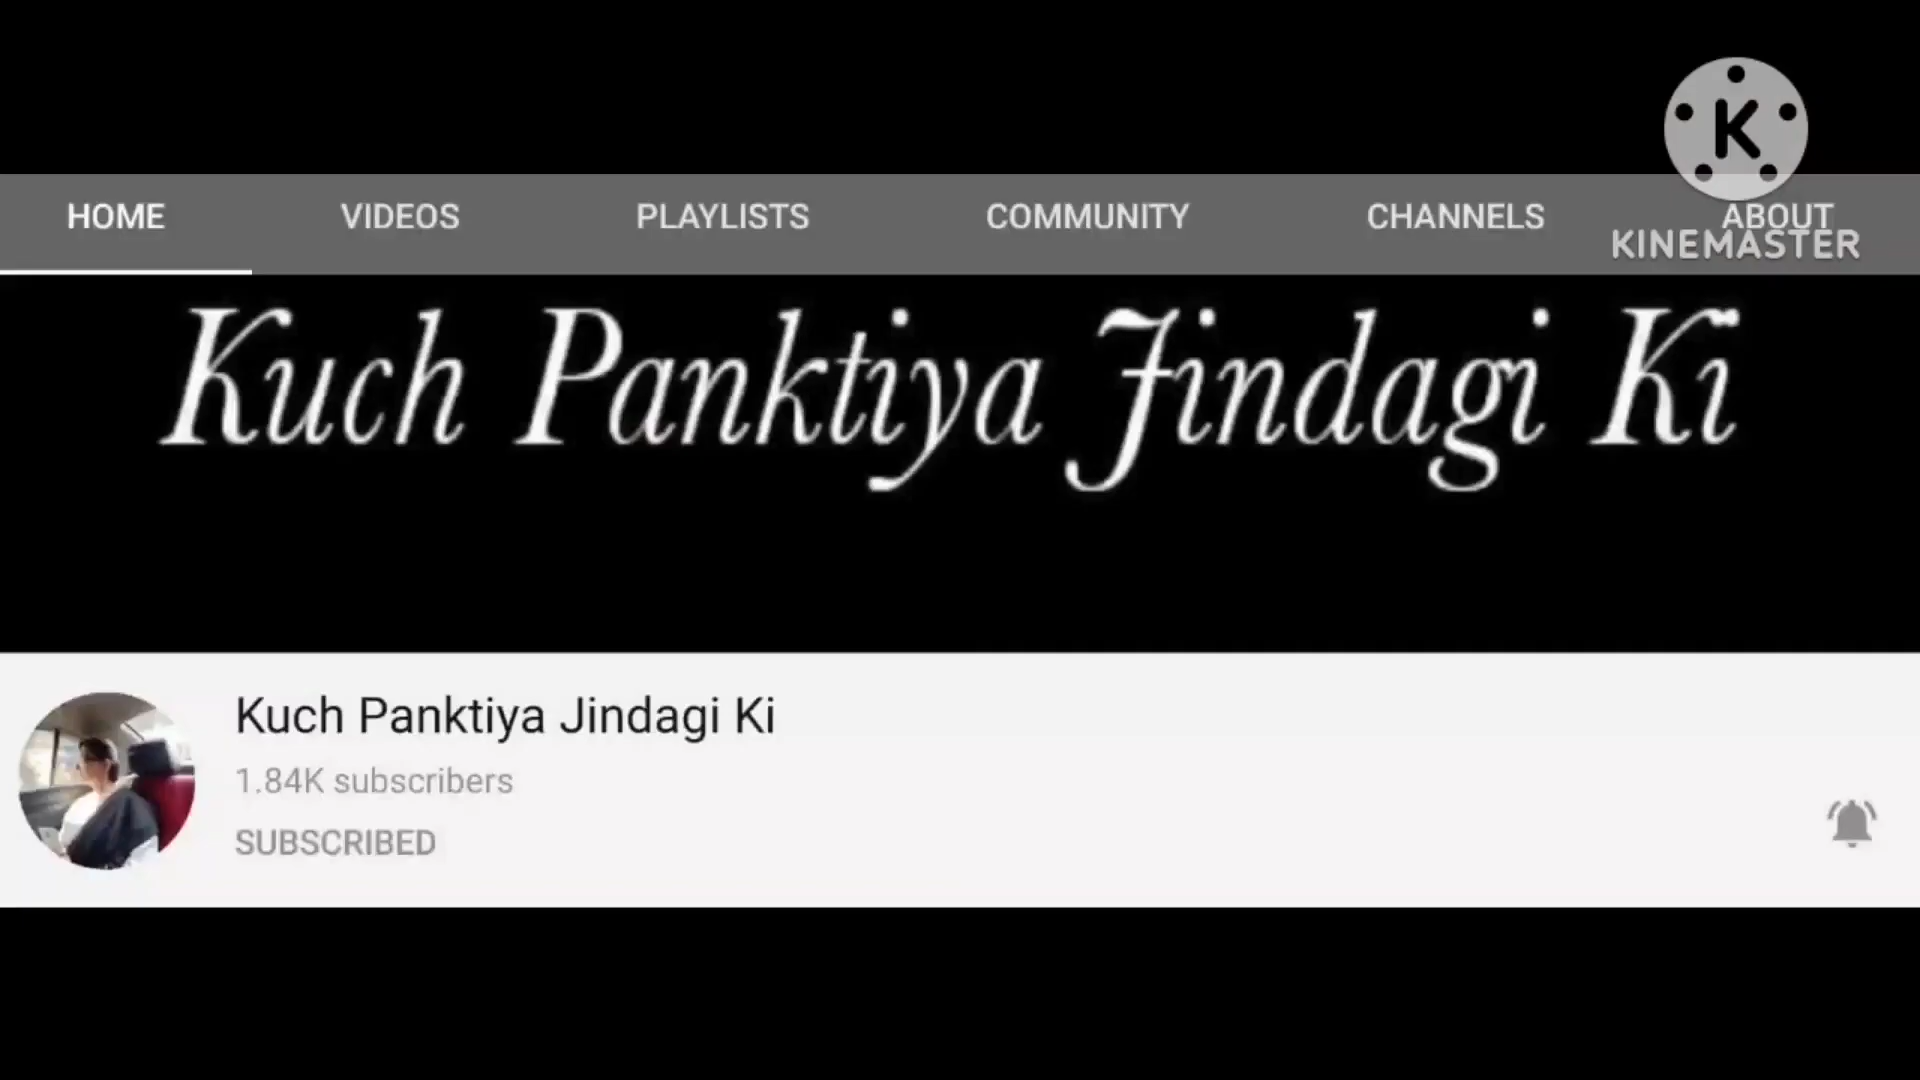 K
HOME VIDEOS PLAYLISTS COMMUNITY CHANNELS ABOUT
KINEMASTER
Kuch Panktiya Jindagi Ki
Kuch Panktiya Jindagi Ki
1.84K subscribers
SUBSCRIBED